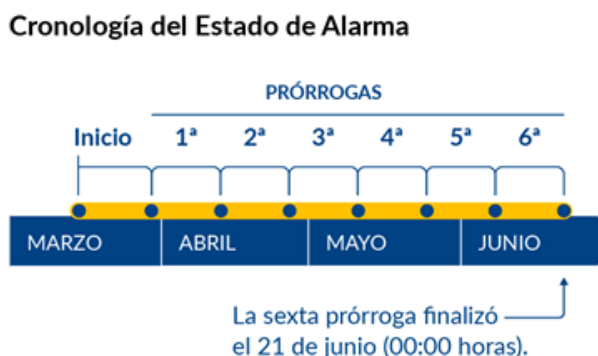 Cronología del Estado de Alarma
PRÓRROGAS
Inicio 1ª 2ª 3ª 4ª 5ª 6ª
MARZO ABRIL MAYO JUNIO
La sexta prórroga finalizó
el 21 de junio (00:00 horas).